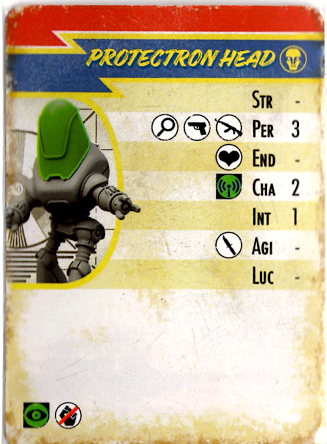 PROTECTRON HEAD
STR -
PER 3
END -
CHA 2
INT 1
AGI -
LUC -